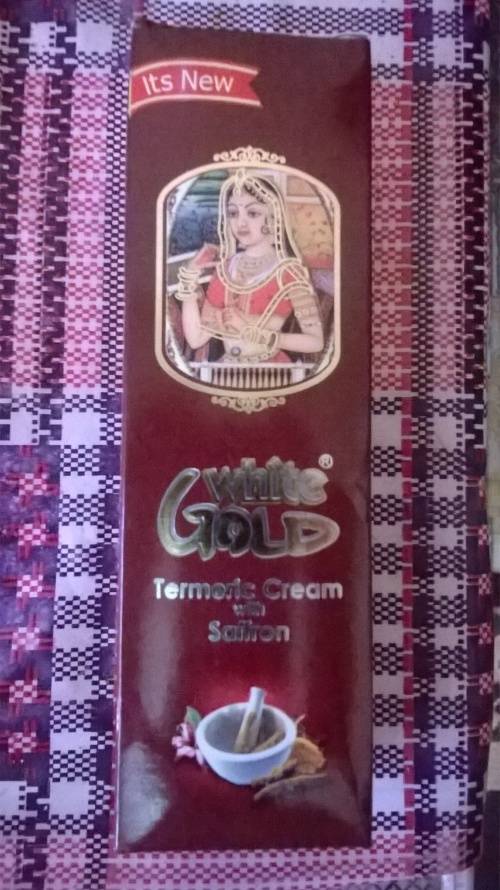 Its New
white®
GOLD
Termeric Cream
with
Saffron